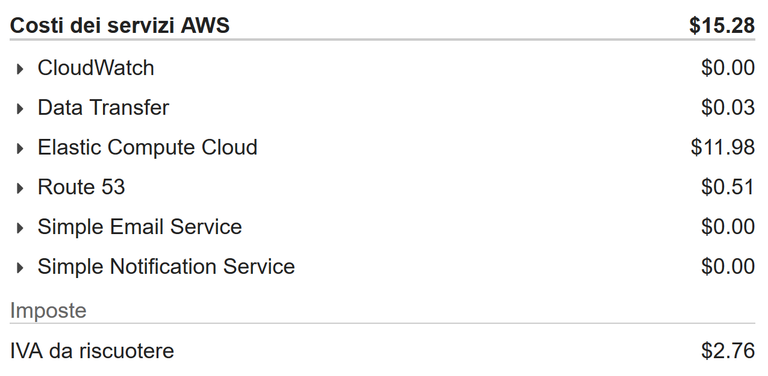 Costi dei servizi AWS $15.28
CloudWatch $0.00
Data Transfer $0.03
Elastic Compute Cloud $11.98
Route 53 $0.51
Simple Email Service $0.00
Simple Notification Service $0.00
Imposte
IVA da riscuotere $2.76